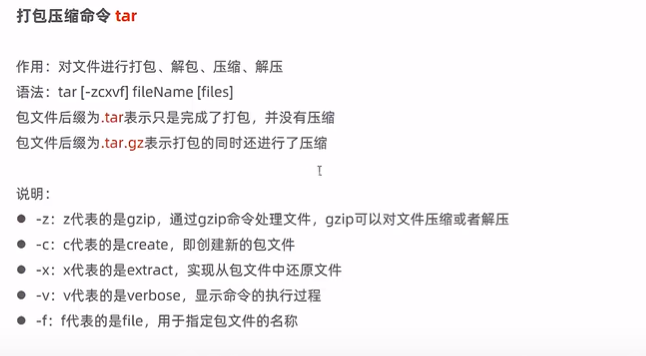 打包压缩命令 tar
作用：对文件进行打包、解包、压缩、解压
语法：tar [-zcxvf] fileName [files]
包文件后缀为.tar表示只是完成了打包，并没有压缩
包文件后缀为.tar.gz表示打包的同时还进行了压缩
说明：
● -z：z代表的是gzip，通过gzip命令处理文件，gzip可以对文件压缩或者解压
● -c：c代表的是create，即创建新的包文件
● -x：x代表的是extract，实现从包文件中还原文件
● -v：v代表的是verbose，显示命令的执行过程
● -f：f代表的是file，用于指定包文件的名称